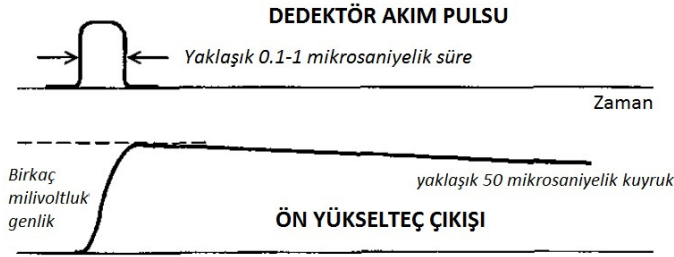 DEDEKTÖR AKIM PULSU
Yaklaşık 0.1-1 mikrosaniyelik süre
Zaman
Birkaç
milivoltluk
genlik
yaklaşık 50 mikrosaniyelik kuyruk
ÖN YÜKSELTEÇ ÇIKIŞI